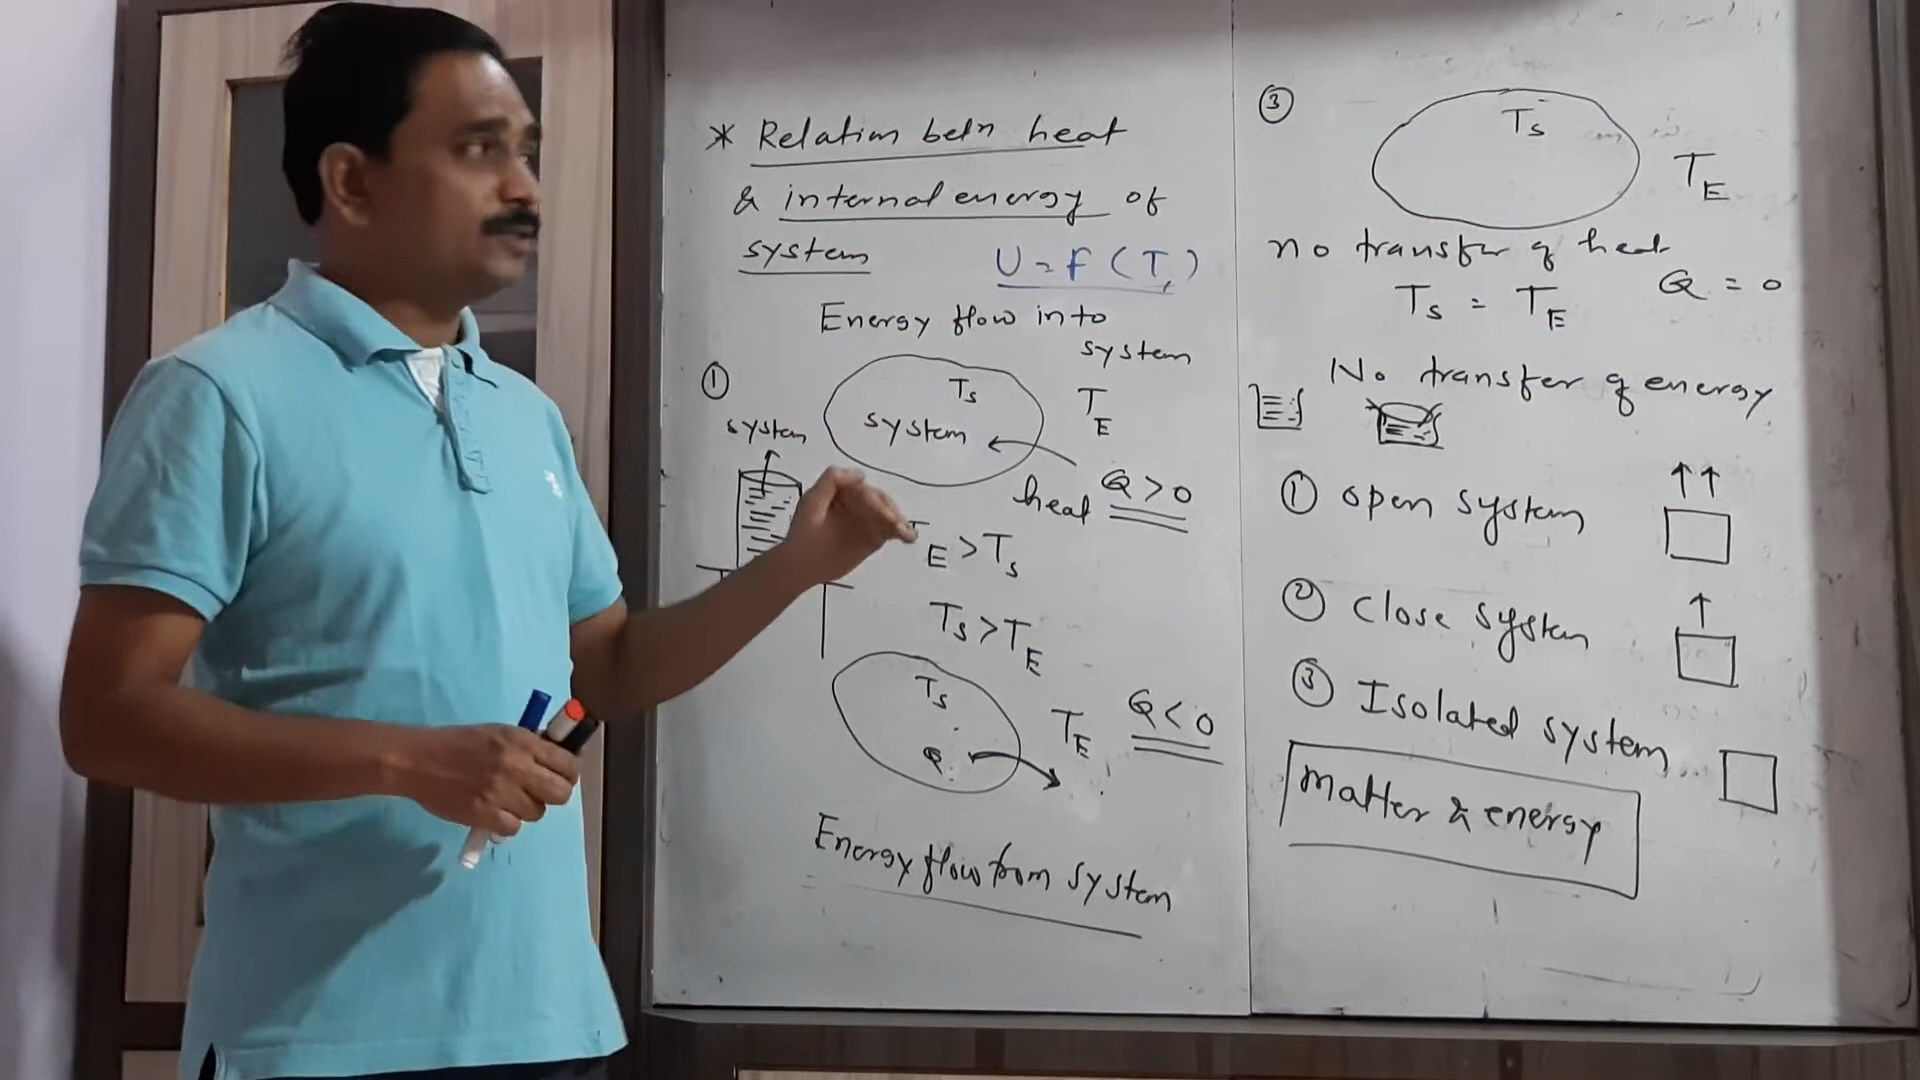 * Relation betn heat
& internal energy of
system U = F (T,)
Energy flow into
system
①
system
Ts
system
TE
heat Q > 0
E > Ts
Ts > TE
Ts
Q
TE
Q < 0
Energy flow from system
③
Ts
TE
no transfer of heat
Ts = TE Q = 0
No transfer of energy
① open system
② close system
③ Isolated system
matter & energy